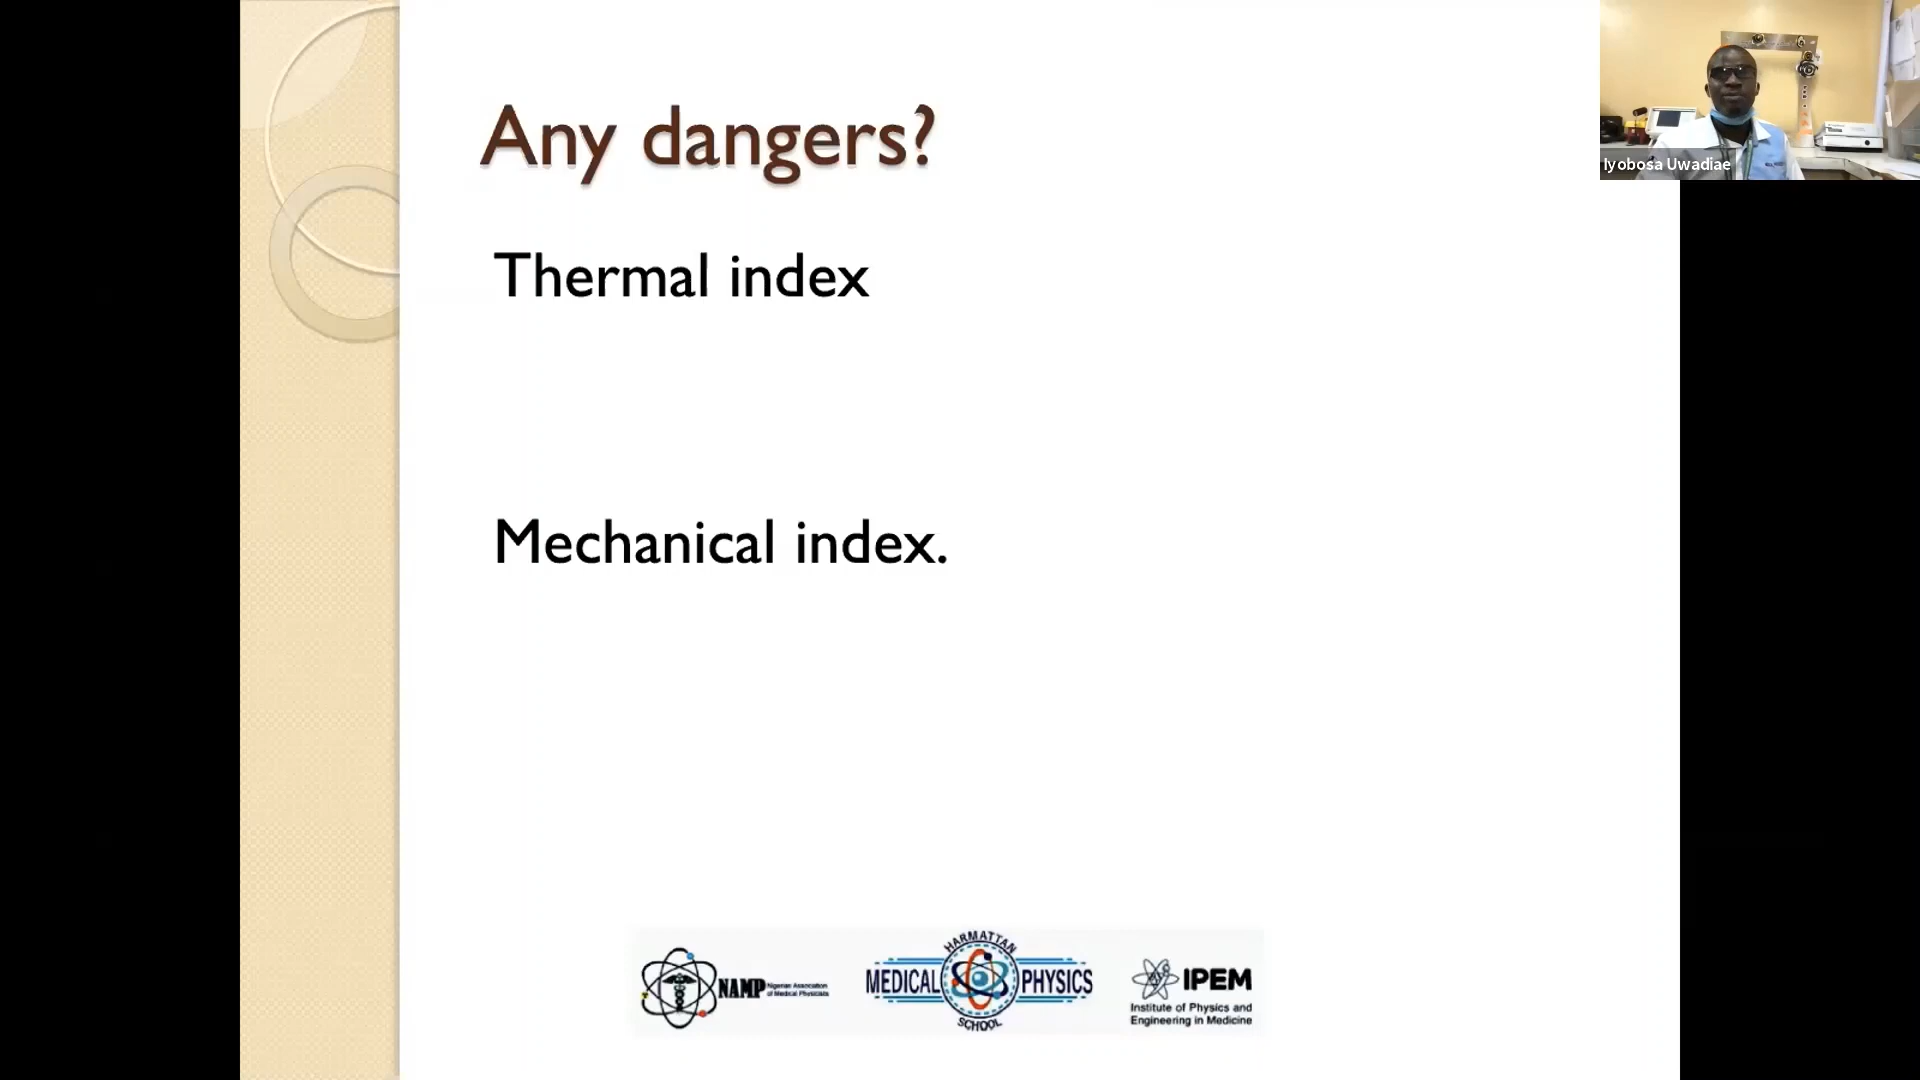 Any dangers?
Iyobosa Uwadiae
Thermal index
Mechanical index.
HARMATTAN
NAMP Nigerian Association
of Medical Physicists
MEDICAL PHYSICS
SCHOOL
IPEM
Institute of Physics and
Engineering in Medicine